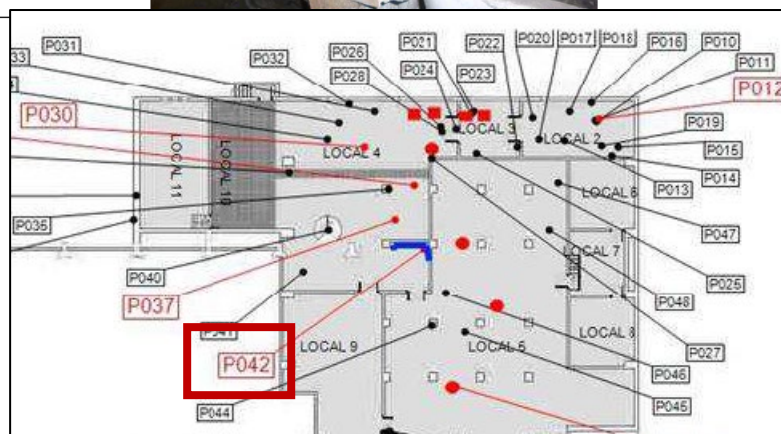 P031
P026
P021
P022
P020
P017
P018
P016
P010
33
P032
P028
P024
P023
P011
P030
P012
LOCAL 3
LOCAL 2
P019
LOCAL 4
P015
LOCAL 11
LOCAL 10
P014
P013
LOCAL 6
P035
P047
LOCAL 7
P040
P025
P037
P048
LOCAL 8
LOCAL 9
LOCAL 5
P027
P042
P046
P044
P045